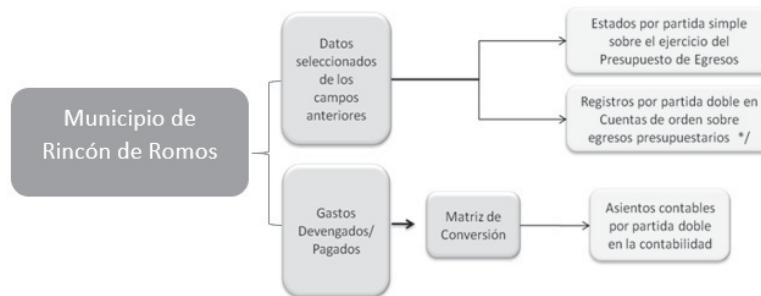 Municipio de
Rincón de Romos
Datos
seleccionados
de los
campos
anteriores
Estados por partida simple
sobre el ejercicio del
Presupuesto de Egresos
Registros por partida doble en
Cuentas de orden sobre
egresos presupuestarios */
Gastos
Devengados/
Pagados
Matriz de
Conversión
Asientos contables
por partida doble
en la contabilidad